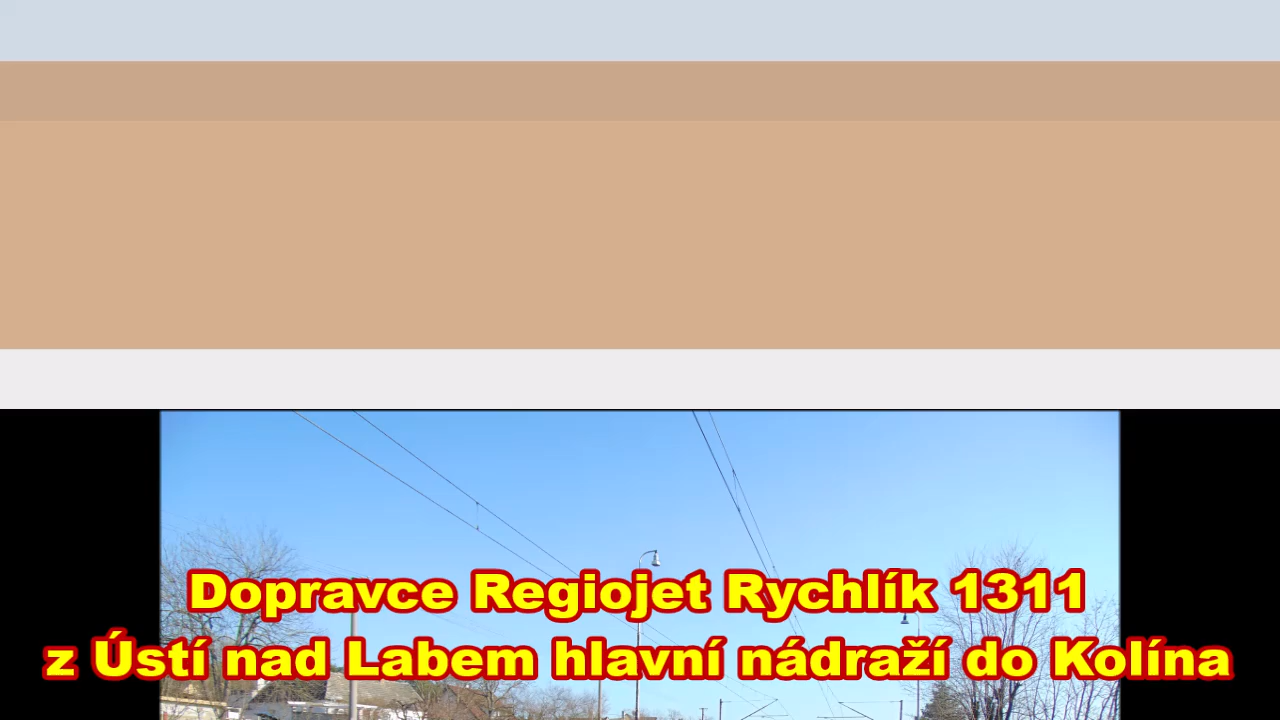 Dopravce Regiojet Rychlík 1311
z Ústí nad Labem hlavní nádraží do Kolína